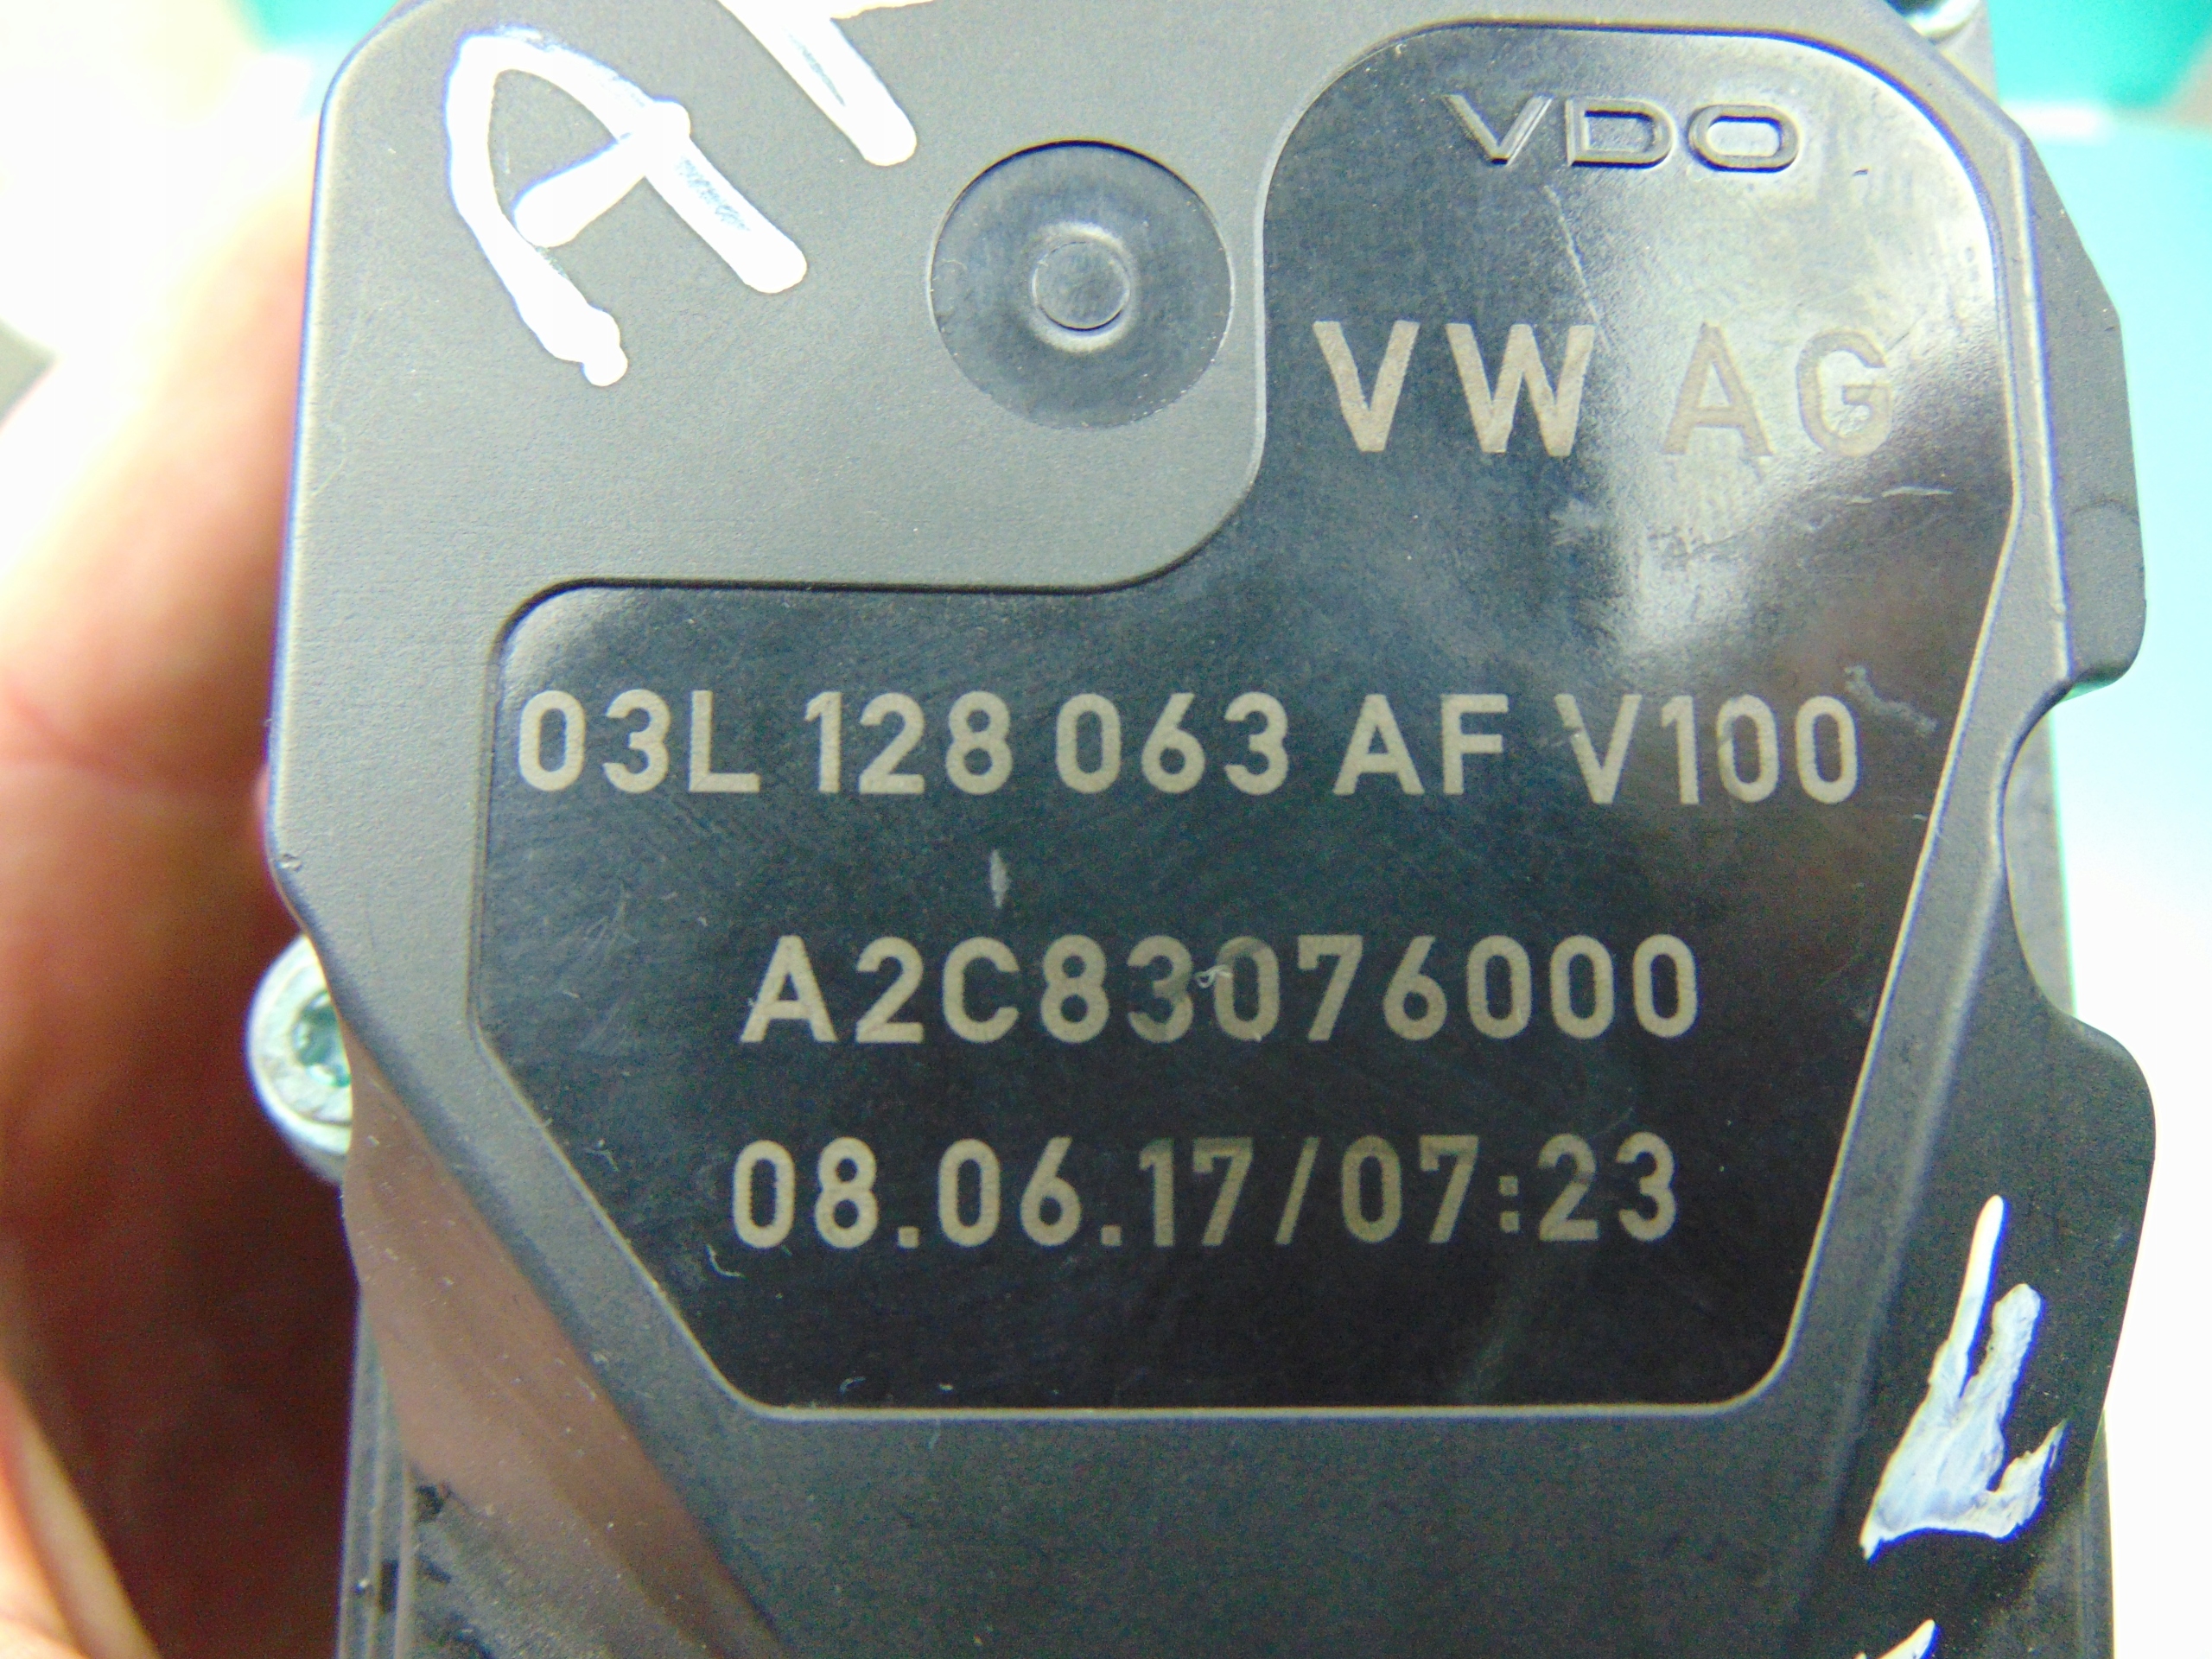 VDO
VW AG
03L 128 063 AF V100
A2C83076000
08.06.17/07:23